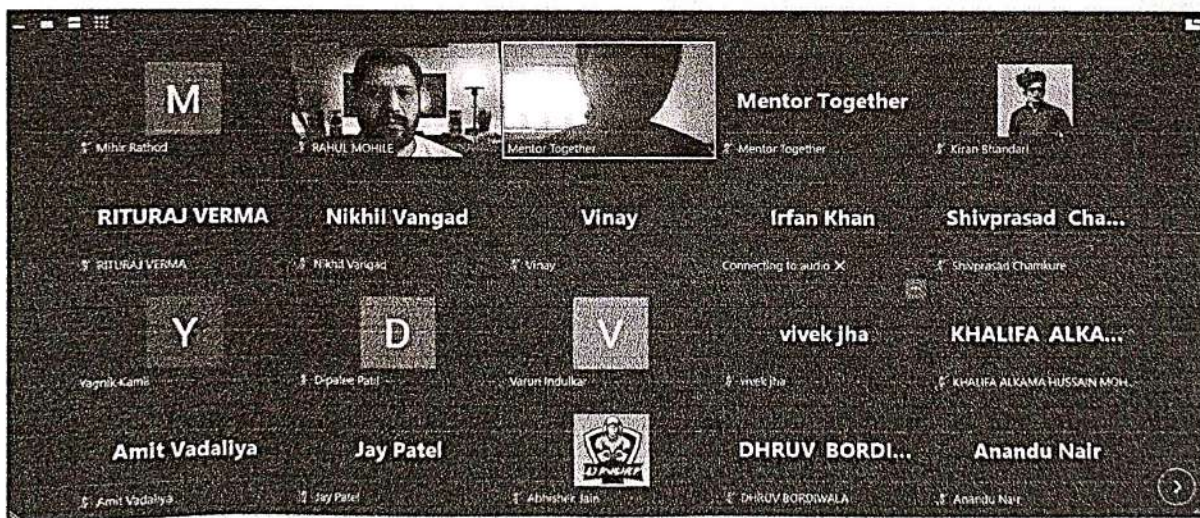 M
Mihir Rathod
RAHUL MOHILE
Mentor Together
Mentor Together
Mentor Together
Kiran Bhandari
RITURAJ VERMA
Nikhil Vangad
Vinay
Irfan Khan
Shivprasad Cha...
RITURAJ VERMA
Nikhil Vangad
Vinay
Connecting to audio
Shivprasad Chamkure
Y
D
V
vivek jha
KHALIFA ALKA...
Yagnik Kamli
Dipalee Patil
Varun Indulkar
vivek jha
KHALIFA ALKAMA HUSSAIN MOH...
Amit Vadaliya
Jay Patel
DHRUV BORDI...
Anandu Nair
Amit Vadaliya
Jay Patel
Abhishek Jain
DHRUV BORDIWALA
Anandu Nair